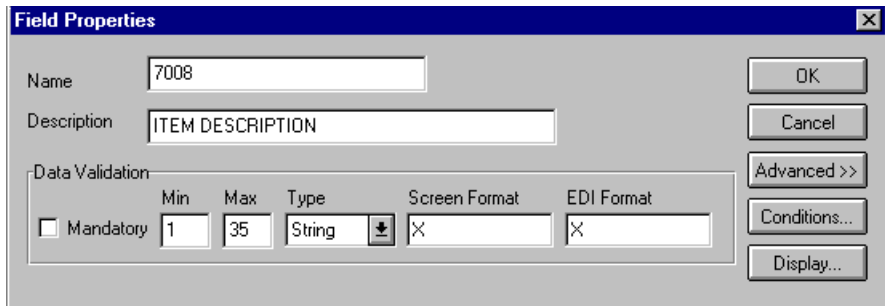 Field Properties
Name 7008 OK
Description ITEM DESCRIPTION Cancel
Data Validation Advanced >>
Min Max Type Screen Format EDI Format
Mandatory 1 35 String X X Conditions...
Display...